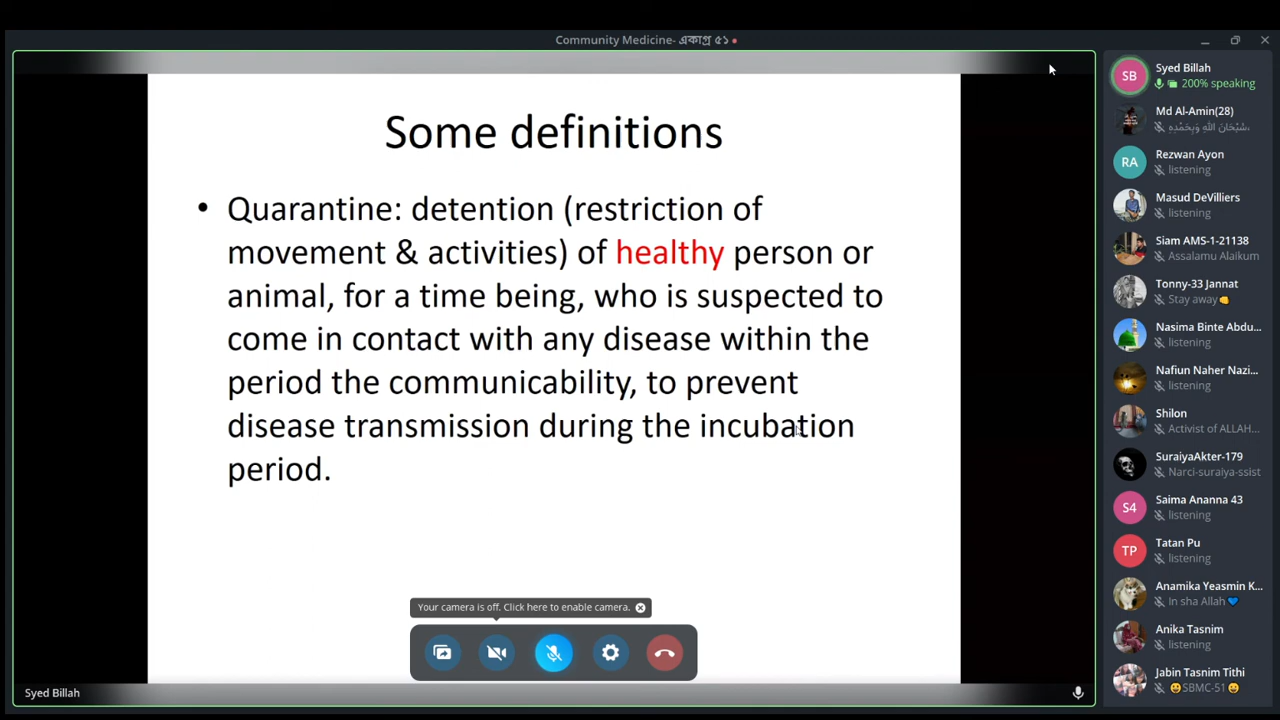 Community Medicine- একাগ্র ৫১
Some definitions
• Quarantine: detention (restriction of
movement & activities) of healthy person or
animal, for a time being, who is suspected to
come in contact with any disease within the
period the communicability, to prevent
disease transmission during the incubation
period.
Your camera is off. Click here to enable camera.
Syed Billah
SB
Syed Billah
200% speaking
Md Al-Amin(28)
سُبْحَانَ اللَّهِ وَبِحَمْدِهِ،
RA
Rezwan Ayon
listening
Masud DeVilliers
listening
Siam AMS-1-21138
Assalamu Alaikum
Tonny-33 Jannat
Stay away👊
Nasima Binte Abdu...
listening
Nafiun Naher Nazi...
listening
Shilon
Activist of ALLAH...
SuraiyaAkter-179
Narci-suraiya-ssist
S4
Saima Ananna 43
listening
TP
Tatan Pu
listening
Anamika Yeasmin K...
In sha Allah💙
Anika Tasnim
listening
Jabin Tasnim Tithi
😃SBMC-51😃